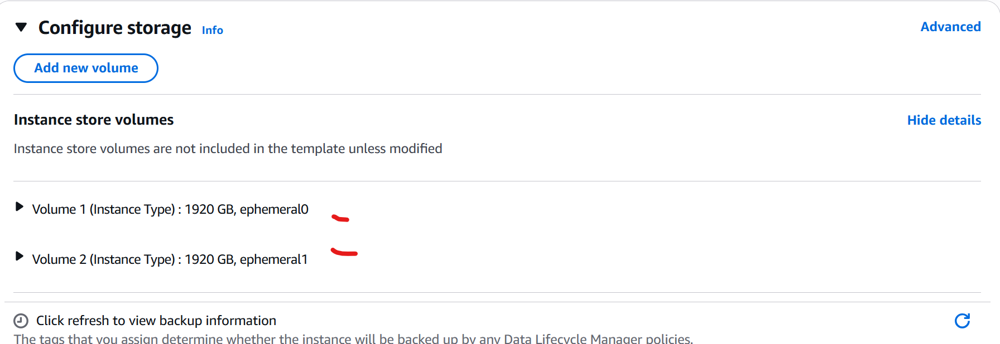 Configure storage Info Advanced
Add new volume
Instance store volumes Hide details
Instance store volumes are not included in the template unless modified
Volume 1 (Instance Type) : 1920 GB, ephemeral0
Volume 2 (Instance Type) : 1920 GB, ephemeral1
Click refresh to view backup information
The tags that you assign determine whether the instance will be backed up by any Data Lifecycle Manager policies.